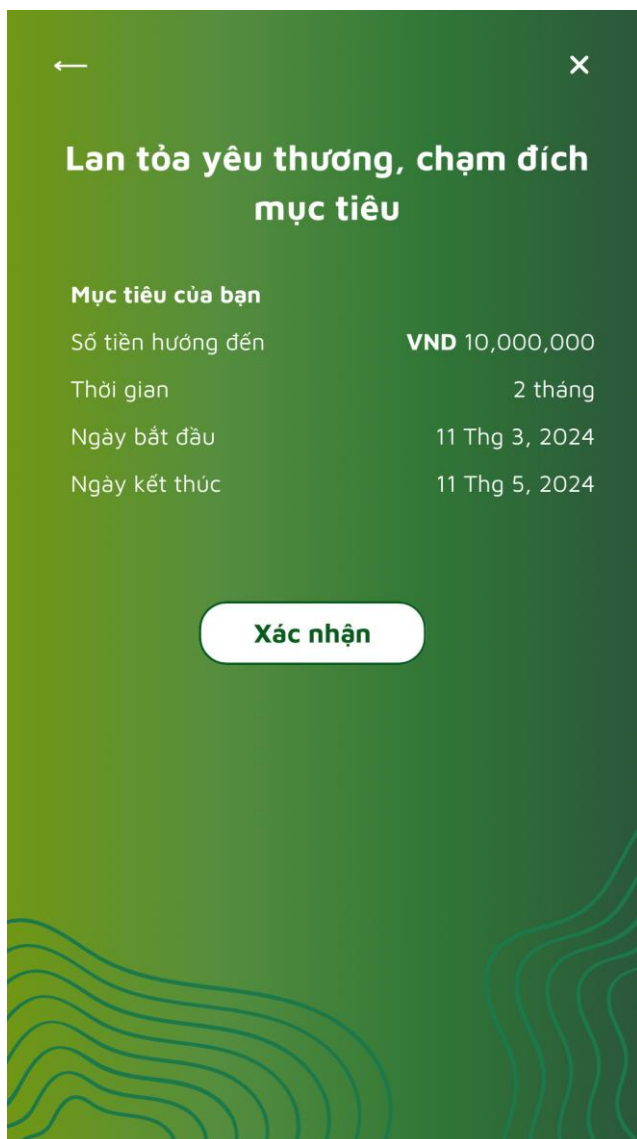 Lan tỏa yêu thương, chạm đích
mục tiêu
Mục tiêu của bạn
Số tiền hướng đến VND 10,000,000
Thời gian 2 tháng
Ngày bắt đầu 11 Thg 3, 2024
Ngày kết thúc 11 Thg 5, 2024
Xác nhận